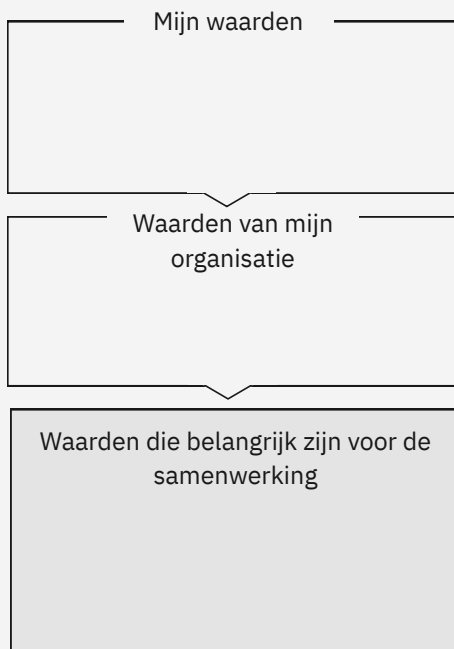 Mijn waarden
Waarden van mijn
organisatie
Waarden die belangrijk zijn voor de
samenwerking